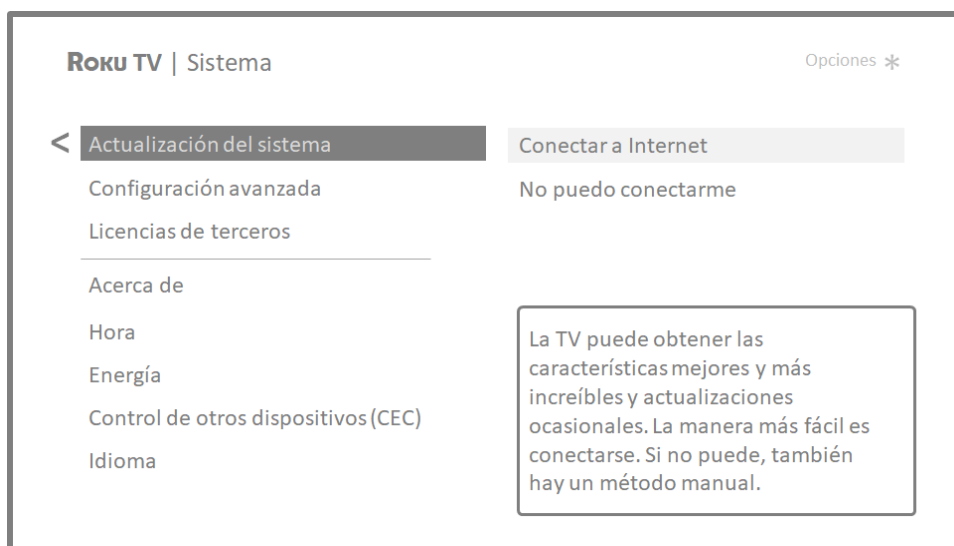 ROKU TV | Sistema
Opciones *
< Actualización del sistema
Conectar a Internet
Configuración avanzada
No puedo conectarme
Licencias de terceros
Acerca de
Hora
Energía
Control de otros dispositivos (CEC)
Idioma
La TV puede obtener las
características mejores y más
increíbles y actualizaciones
ocasionales. La manera más fácil es
conectarse. Si no puede, también
hay un método manual.